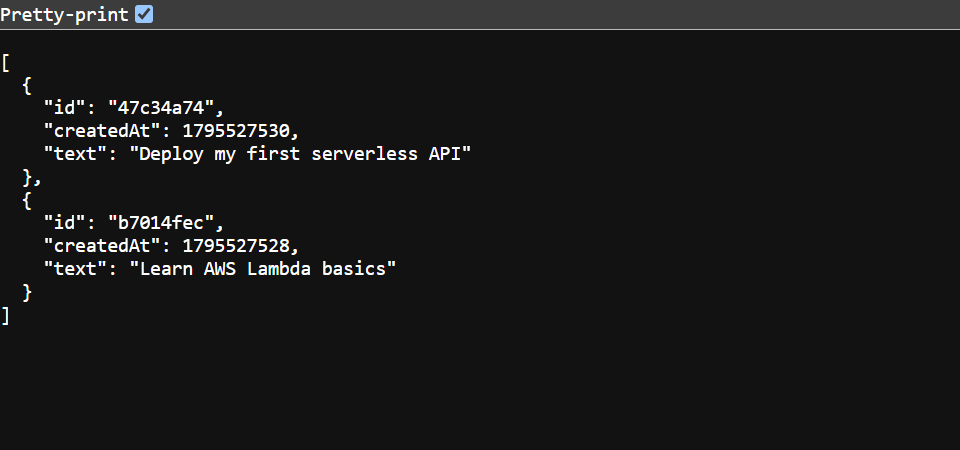 Pretty-print
[
  {
    "id": "47c34a74",
    "createdAt": 1795527530,
    "text": "Deploy my first serverless API"
  },
  {
    "id": "b7014fec",
    "createdAt": 1795527528,
    "text": "Learn AWS Lambda basics"
  }
]